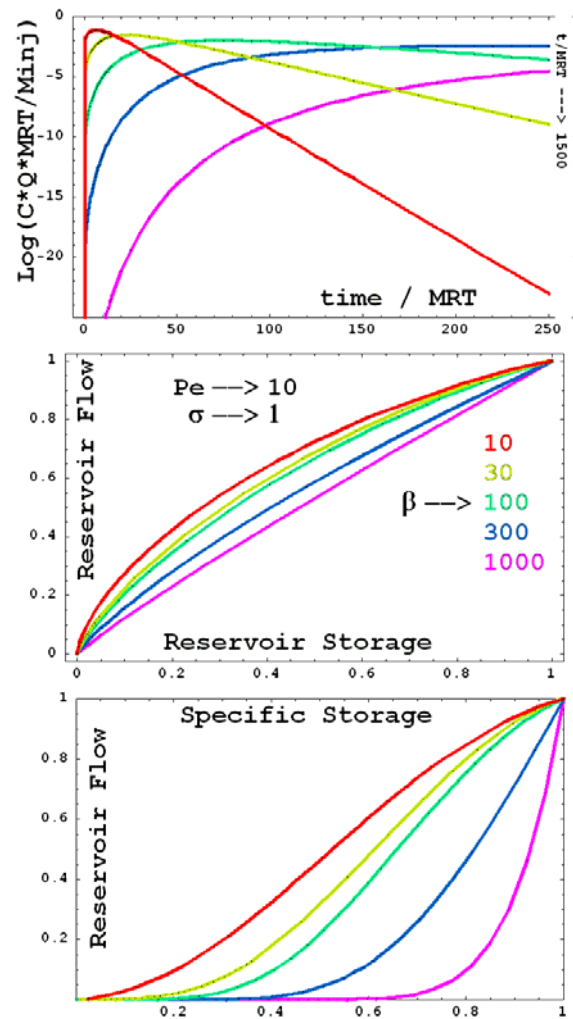 Log(C*Q*MRT/Minj)
0
-5
-10
-15
-20
t/MRT ---> 1500
time / MRT
0 50 100 150 200 250
Reservoir Flow
1
0.8
0.6
0.4
0.2
0
Pe --> 10
σ --> 1
10
30
β --> 100
300
1000
Reservoir Storage
0 0.2 0.4 0.6 0.8 1
Specific Storage
Reservoir Flow
1
0.8
0.6
0.4
0.2
0.2 0.4 0.6 0.8 1